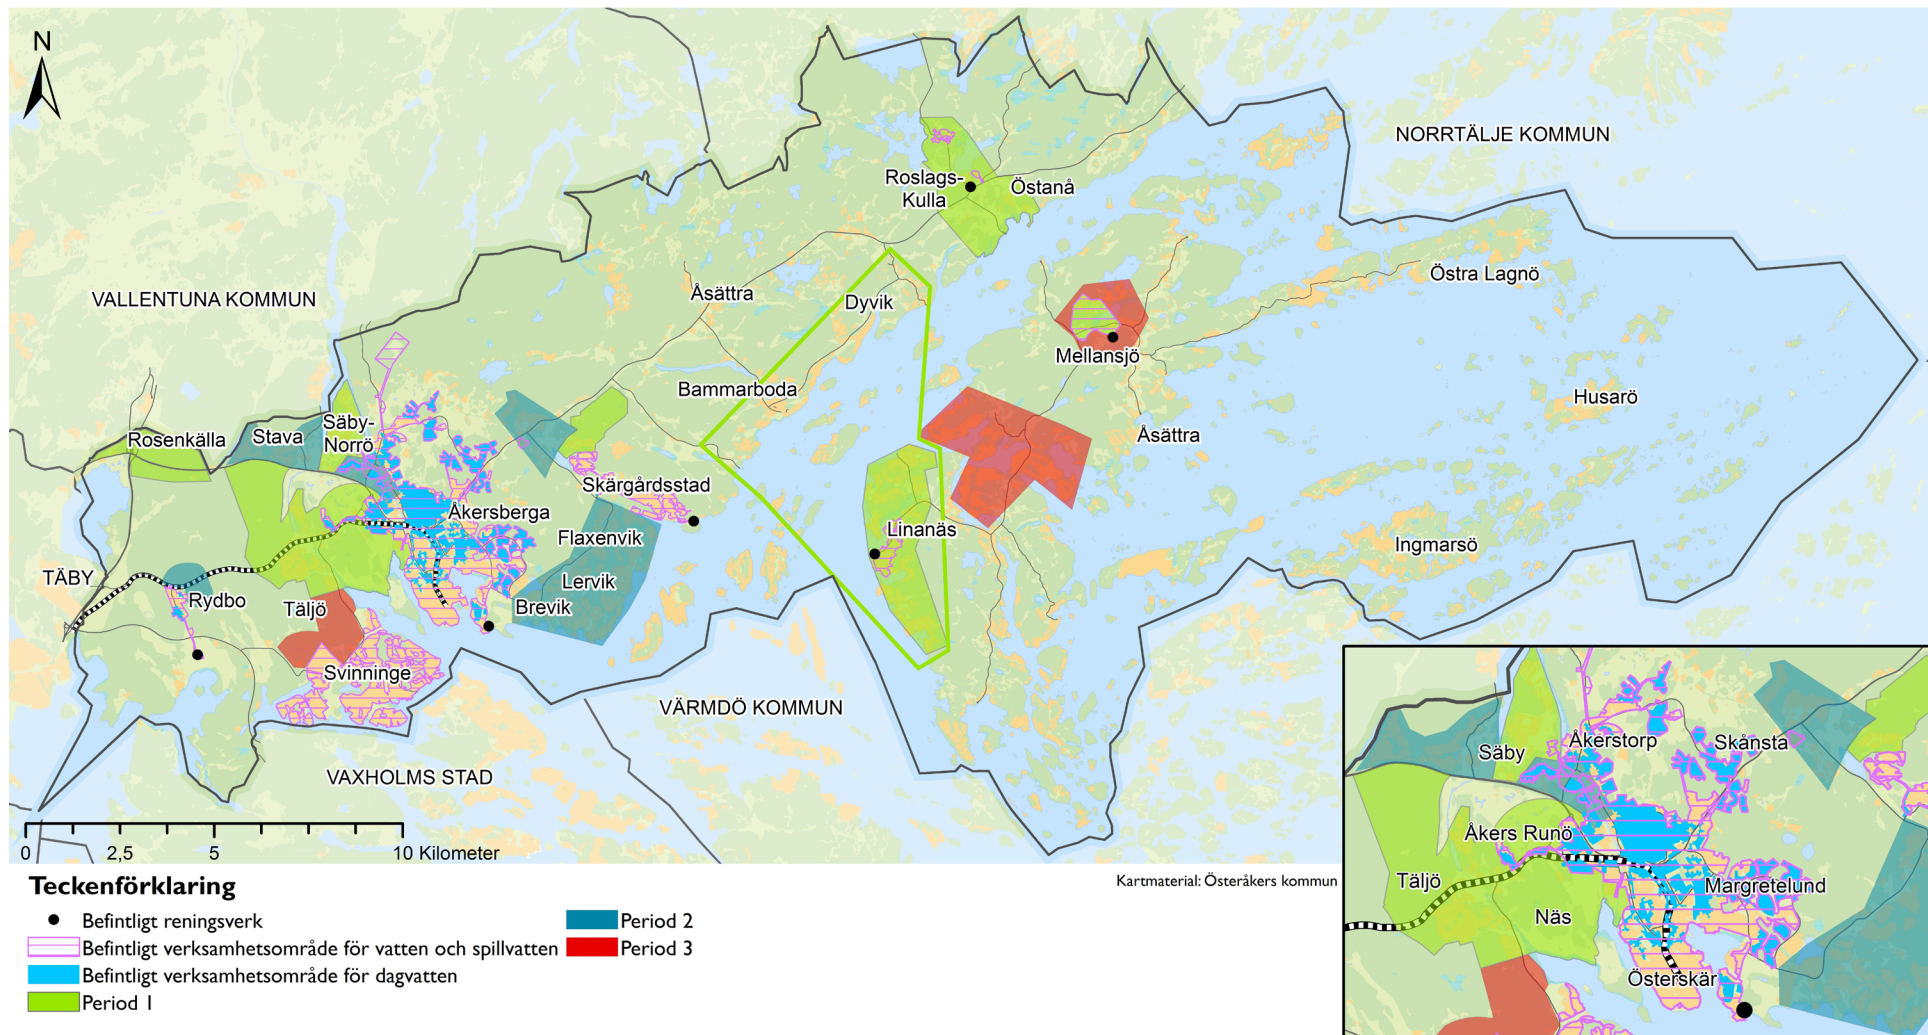 N
NORRTÄLJE KOMMUN
Roslags-
Kulla
Östanå
Östra Lagnö
VALLENTUNA KOMMUN
Åsättra
Dyvik
Mellansjö
Bammarboda
Husarö
Säby-
Norrö
Rosenkälla
Stava
Åsättra
Skärgårdsstad
Åkersberga
Linanäs
Flaxenvik
Ingmarsö
TÄBY
Lervik
Rydbo
Täljö
Brevik
Svinninge
VÄRMDÖ KOMMUN
VAXHOLMS STAD
Säby
Åkerstorp
Skånsta
Åkers Runö
Täljö
Margretelund
Näs
Österskär
0 2,5 5 10 Kilometer
Kartmaterial: Österåkers kommun
Teckenförklaring
Befintligt reningsverk
Befintligt verksamhetsområde för vatten och spillvatten
Befintligt verksamhetsområde för dagvatten
Period 1
Period 2
Period 3